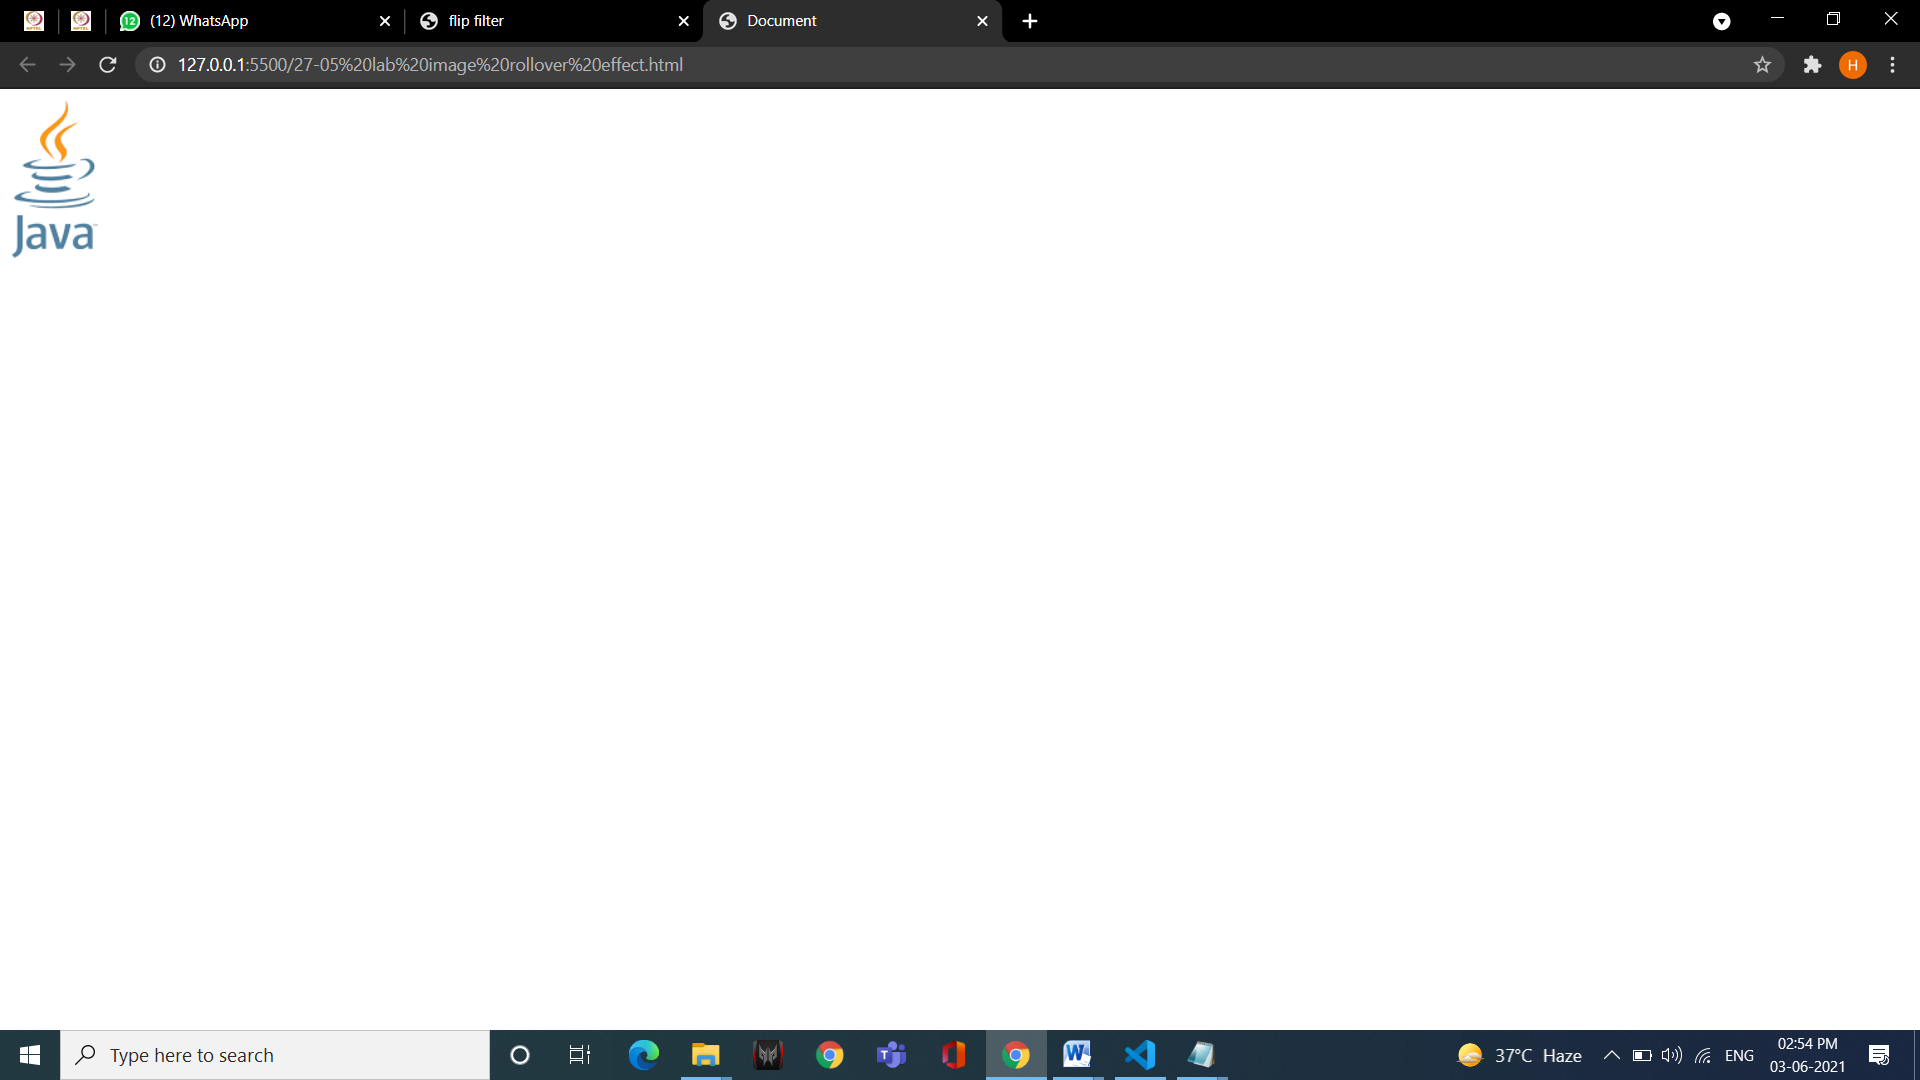 (12) WhatsApp
flip filter
Document
127.0.0.1:5500/27-05%20lab%20image%20rollover%20effect.html
H
Java
Type here to search
37°C Haze
ENG
02:54 PM
03-06-2021